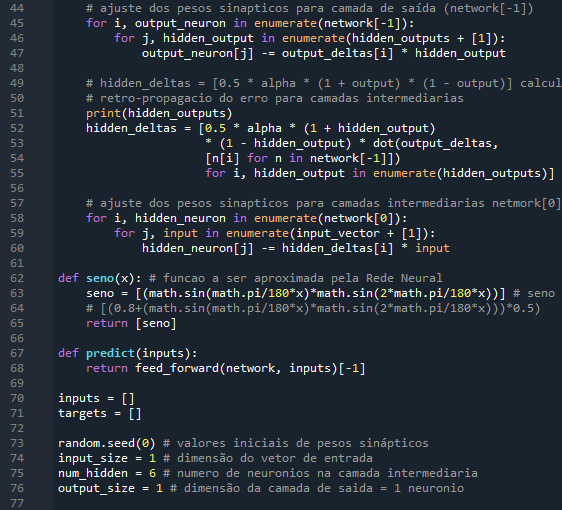 44 # ajuste dos pesos sinapticos para camada de saída (network[-1])
45 for i, output_neuron in enumerate(network[-1]):
46 for j, hidden_output in enumerate(hidden_outputs + [1]):
47 output_neuron[j] -= output_deltas[i] * hidden_output
48
49 # hidden_deltas = [0.5 * alpha * (1 + output) * (1 - output)] calcul
50 # retro-propagacio do erro para camadas intermediarias
51 print(hidden_outputs)
52 hidden_deltas = [0.5 * alpha * (1 + hidden_output)
53 * (1 - hidden_output) * dot(output_deltas,
54 [n[i] for n in network[-1]])
55 for i, hidden_output in enumerate(hidden_outputs)]
56
57 # ajuste dos pesos sinapticos para camadas intermediarias network[0]
58 for i, hidden_neuron in enumerate(network[0]):
59 for j, input in enumerate(input_vector + [1]):
60 hidden_neuron[j] -= hidden_deltas[i] * input
61
62 def seno(x): # funcao a ser aproximada pela Rede Neural
63 seno = [(math.sin(math.pi/180*x)*math.sin(2*math.pi/180*x))] # seno
64 # [(0.8+(math.sin(math.pi/180*x)*math.sin(2*math.pi/180*x)))*0.5)
65 return [seno]
66
67 def predict(inputs):
68 return feed_forward(network, inputs)[-1]
69
70 inputs = []
71 targets = []
72
73 random.seed(0) # valores iniciais de pesos sinápticos
74 input_size = 1 # dimensão do vetor de entrada
75 num_hidden = 6 # numero de neuronios na camada intermediaria
76 output_size = 1 # dimensão da camada de saida = 1 neuronio
77